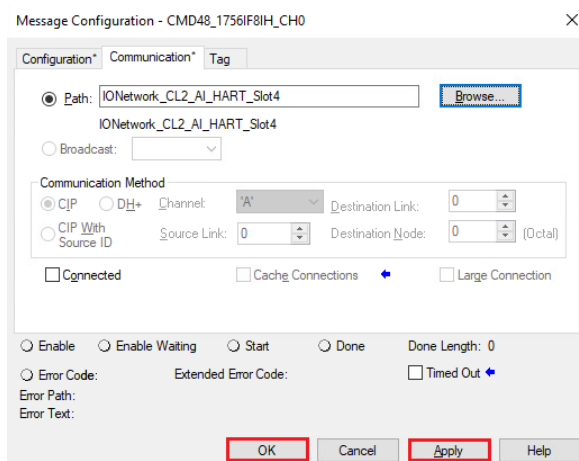 Message Configuration - CMD48_1756IF8IH_CH0
Configuration* Communication* Tag
Path: IONetwork_CL2_AI_HART_Slot4 Browse...
IONetwork_CL2_AI_HART_Slot4
Broadcast:
Communication Method
CIP DH+ Channel: 'A' Destination Link: 0
CIP With Source ID Source Link: 0 Destination Node: 0 (Octal)
Connected Cache Connections Large Connection
Enable Enable Waiting Start Done Done Length: 0
Error Code: Extended Error Code: Timed Out
Error Path:
Error Text:
OK Cancel Apply Help